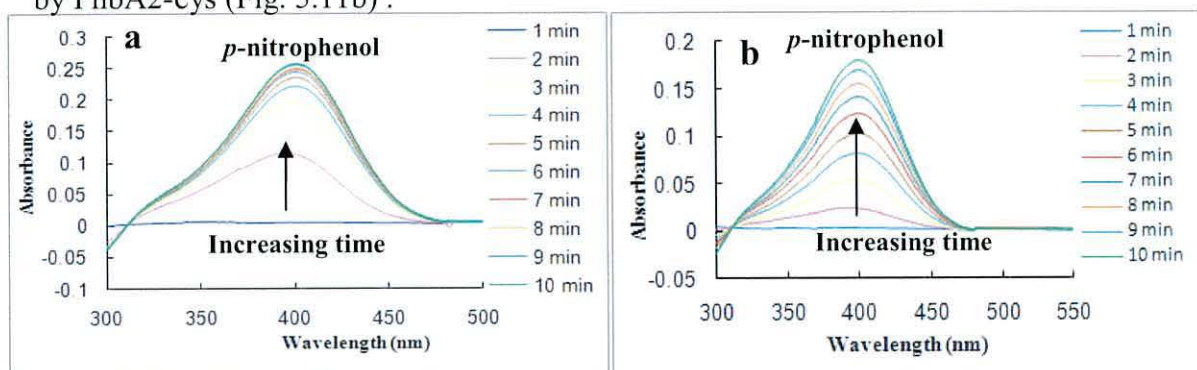 by PnbA2-cys (Fig. 5.11b) .
a
p-nitrophenol
Absorbance
0.3
0.25
0.2
0.15
0.1
0.05
0
-0.05
-0.1
Increasing time
300
400
450
500
Wavelength (nm)
1 min
2 min
3 min
4 min
5 min
6 min
7 min
8 min
9 min
10 min
b
p-nitrophenol
Absorbance
0.2
0.15
0.1
0.05
0
0.05
Increasing time
300
350
400
450
500
550
Wavelength (nm)
1 min
2 min
3 min
4 min
5 min
6 min
7 min
8 min
9 min
10 min